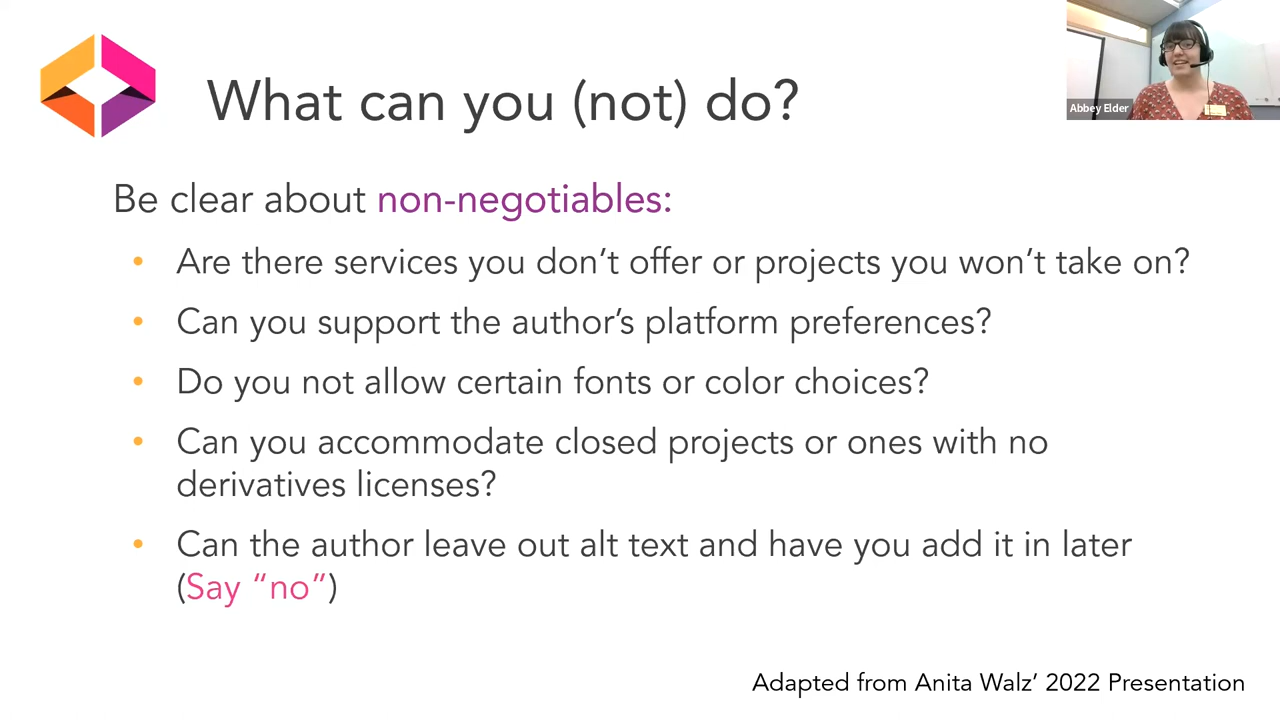 What can you (not) do?
Abbey Elder
Be clear about non-negotiables:
• Are there services you don’t offer or projects you won’t take on?
• Can you support the author’s platform preferences?
• Do you not allow certain fonts or color choices?
• Can you accommodate closed projects or ones with no
derivatives licenses?
• Can the author leave out alt text and have you add it in later
(Say “no”)
Adapted from Anita Walz’ 2022 Presentation